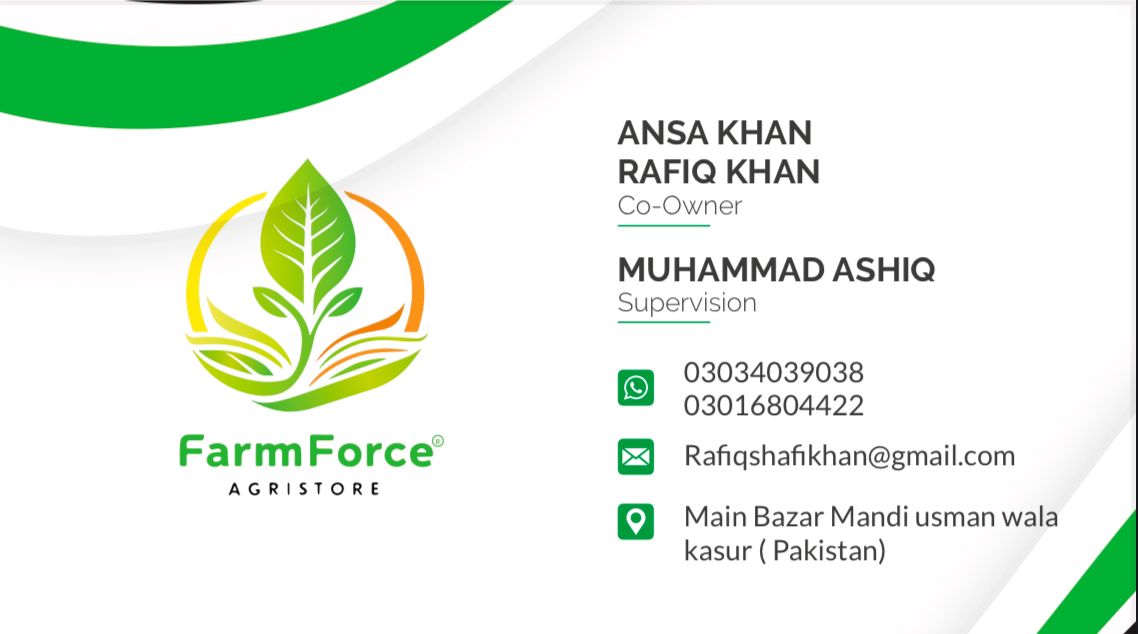 ANSA KHAN
RAFIQ KHAN
Co-Owner
MUHAMMAD ASHIQ
Supervision
03034039038
03016804422
Rafiqshafikhan@gmail.com
Main Bazar Mandi usman wala
kasur ( Pakistan)
FarmForce®
AGRISTORE